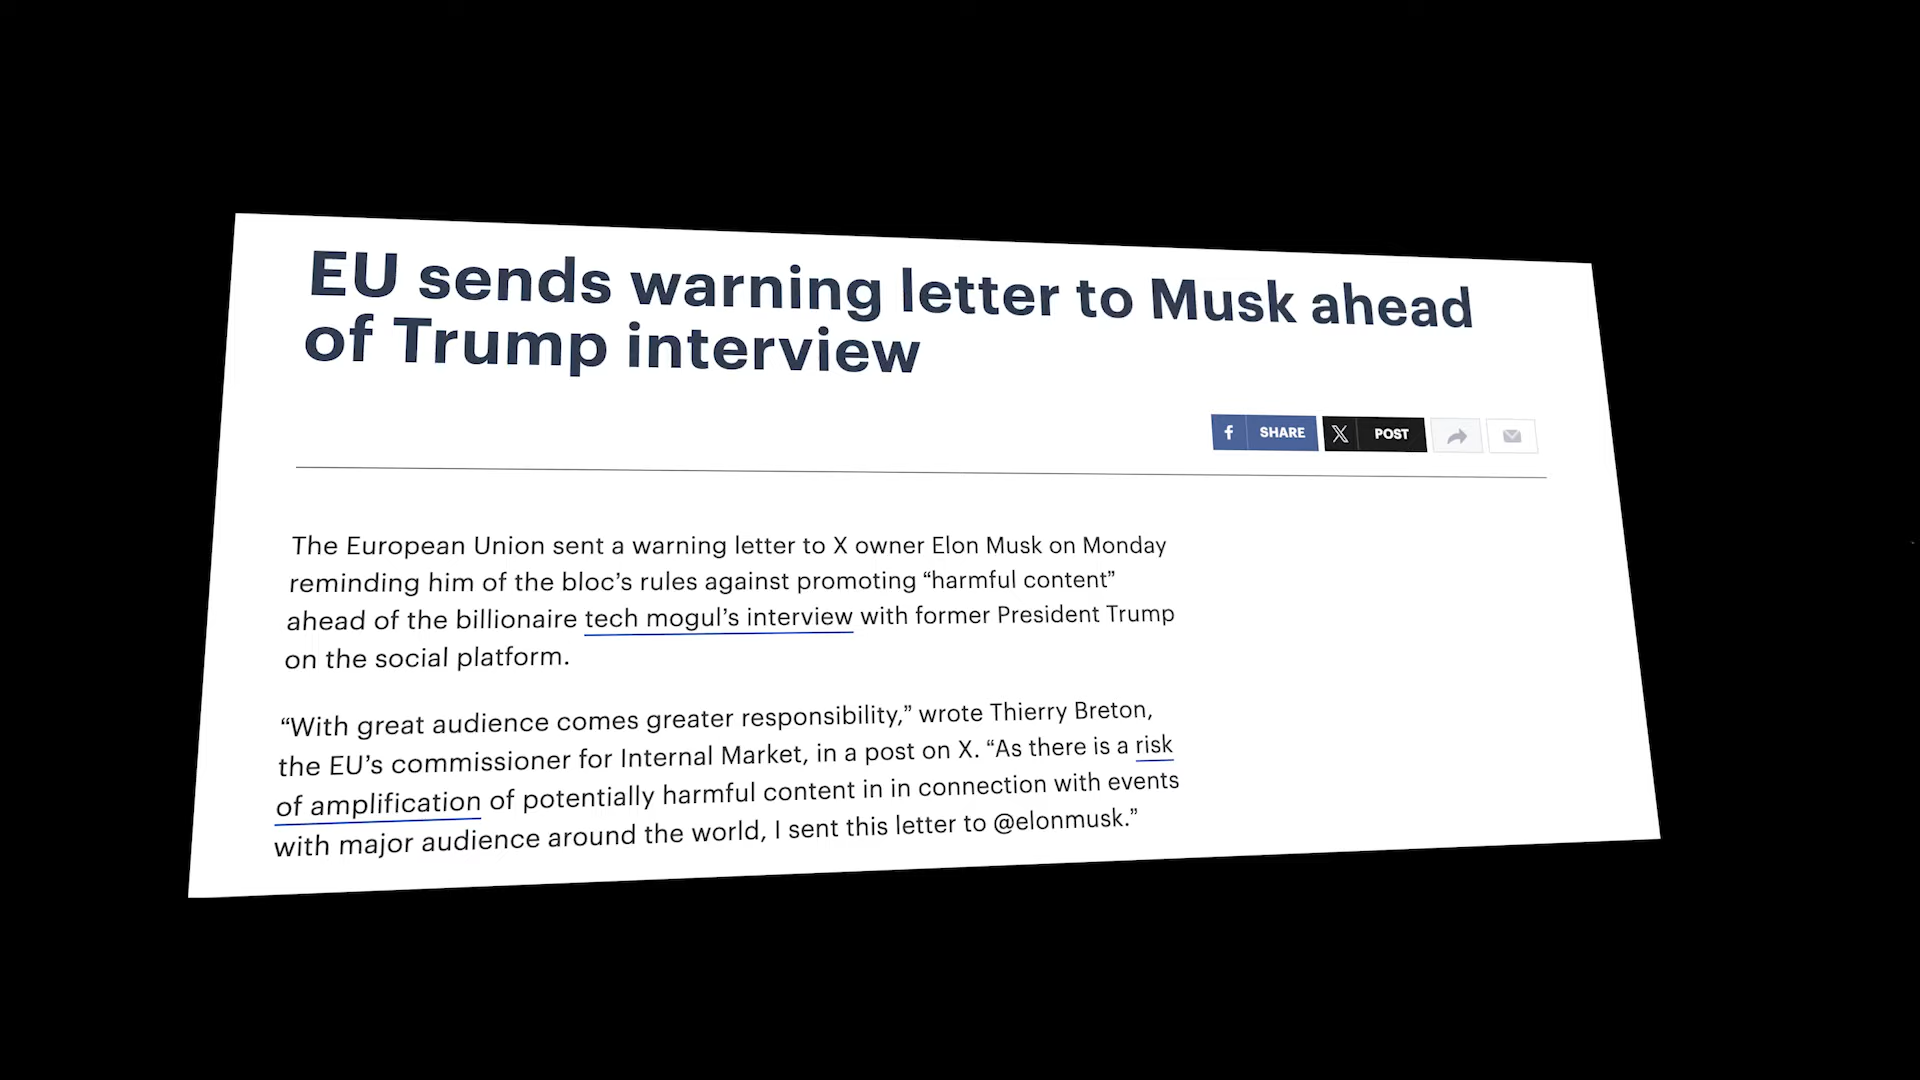 EU sends warning letter to Musk ahead
of Trump interview
f SHARE X POST
The European Union sent a warning letter to X owner Elon Musk on Monday
reminding him of the bloc’s rules against promoting “harmful content”
ahead of the billionaire tech mogul’s interview with former President Trump
on the social platform.
“With great audience comes greater responsibility,” wrote Thierry Breton,
the EU’s commissioner for Internal Market, in a post on X. “As there is a risk
of amplification of potentially harmful content in in connection with events
with major audience around the world, I sent this letter to @elonmusk.”